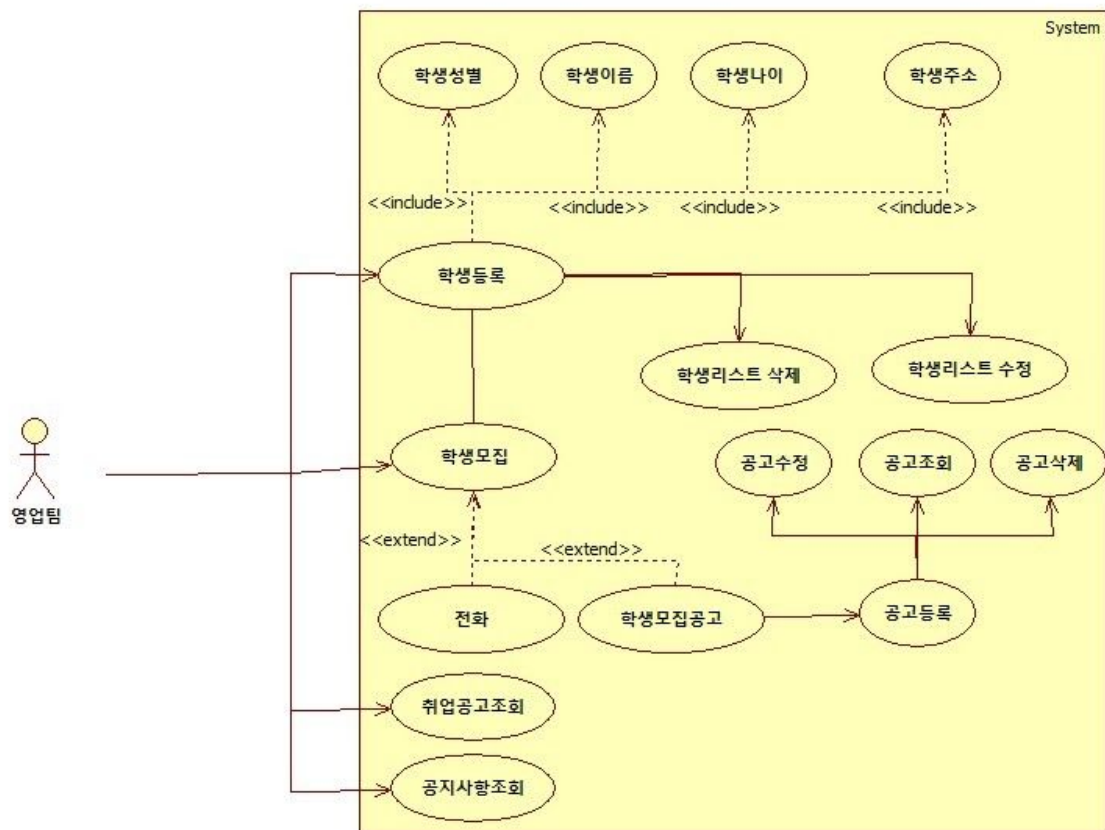 System
학생성별
학생이름
학생나이
학생주소
<<include>>
<<include>>
<<include>>
<<include>>
학생등록
학생리스트 삭제
학생리스트 수정
학생모집
공고수정
공고조회
공고삭제
영업팀
<<extend>>
<<extend>>
전화
학생모집공고
공고등록
취업공고조회
공지사항조회